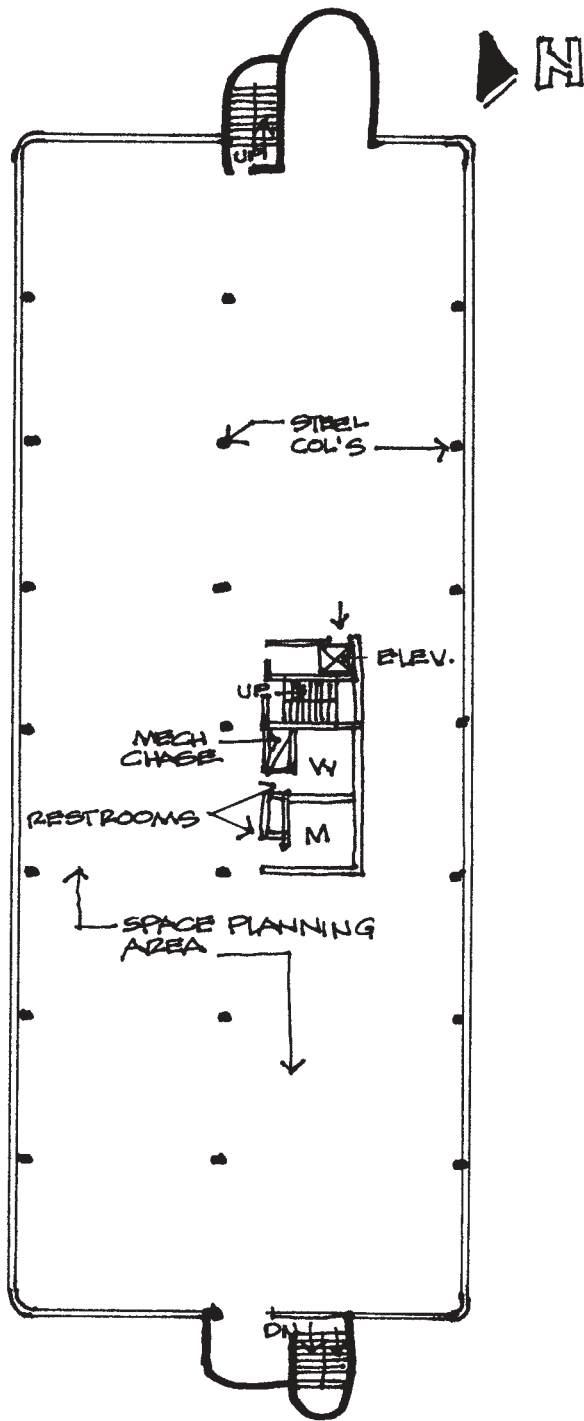 N
UP
STEEL
COL'S
ELEV.
UP
MECH
CHASE
W
RESTROOMS
M
SPACE PLANNING
AREA
DN